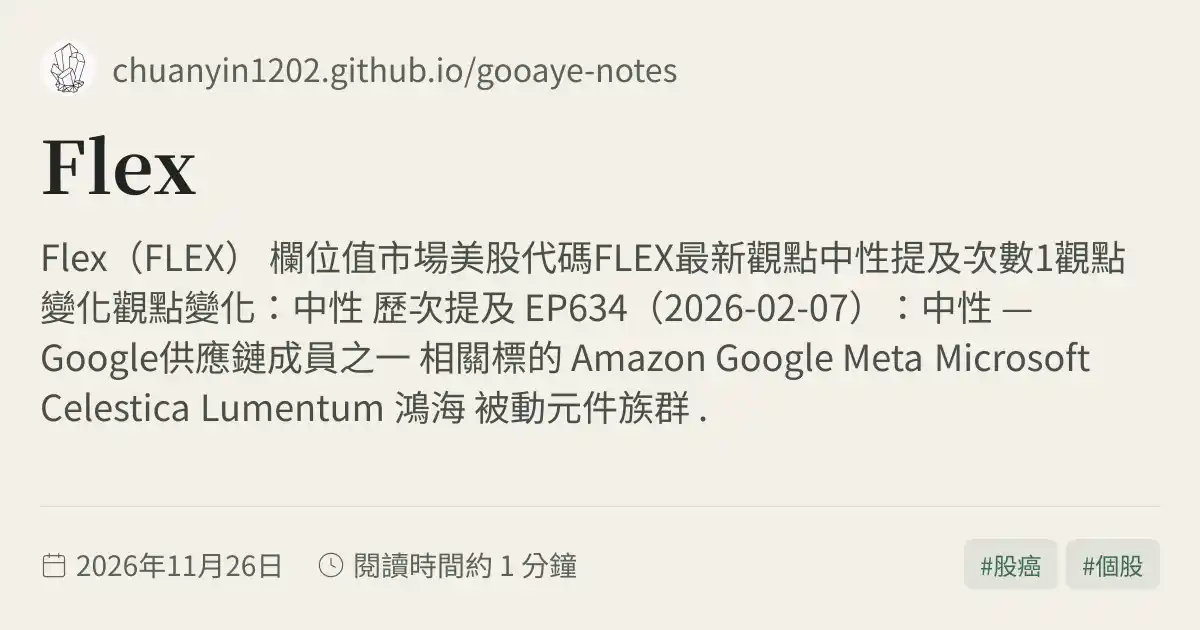 chuanyin1202.github.io/gooaye-notes
Flex
Flex（FLEX） 欄位值市場美股代碼FLEX最新觀點中性提及次數1觀點
變化觀點變化：中性 歷次提及 EP634（2026-02-07）：中性 —
Google供應鏈成員之一 相關標的 Amazon Google Meta Microsoft
Celestica Lumentum 鴻海 被動元件族群 .
2026年11月26日 閱讀時間約 1 分鐘 #股癌 #個股